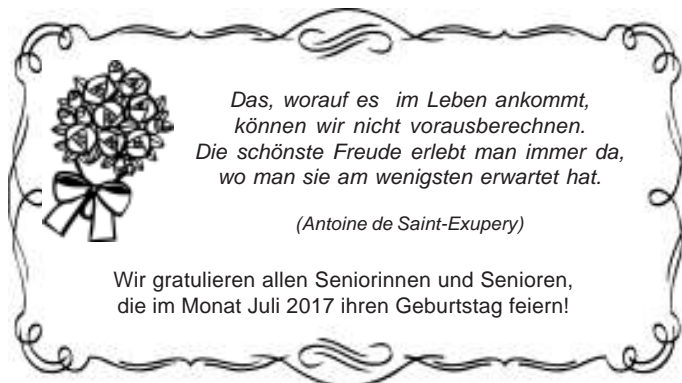 Das, worauf es im Leben ankommt,
können wir nicht vorausberechnen.
Die schönste Freude erlebt man immer da,
wo man sie am wenigsten erwartet hat.
(Antoine de Saint-Exupery)
Wir gratulieren allen Seniorinnen und Senioren,
die im Monat Juli 2017 ihren Geburtstag feiern!